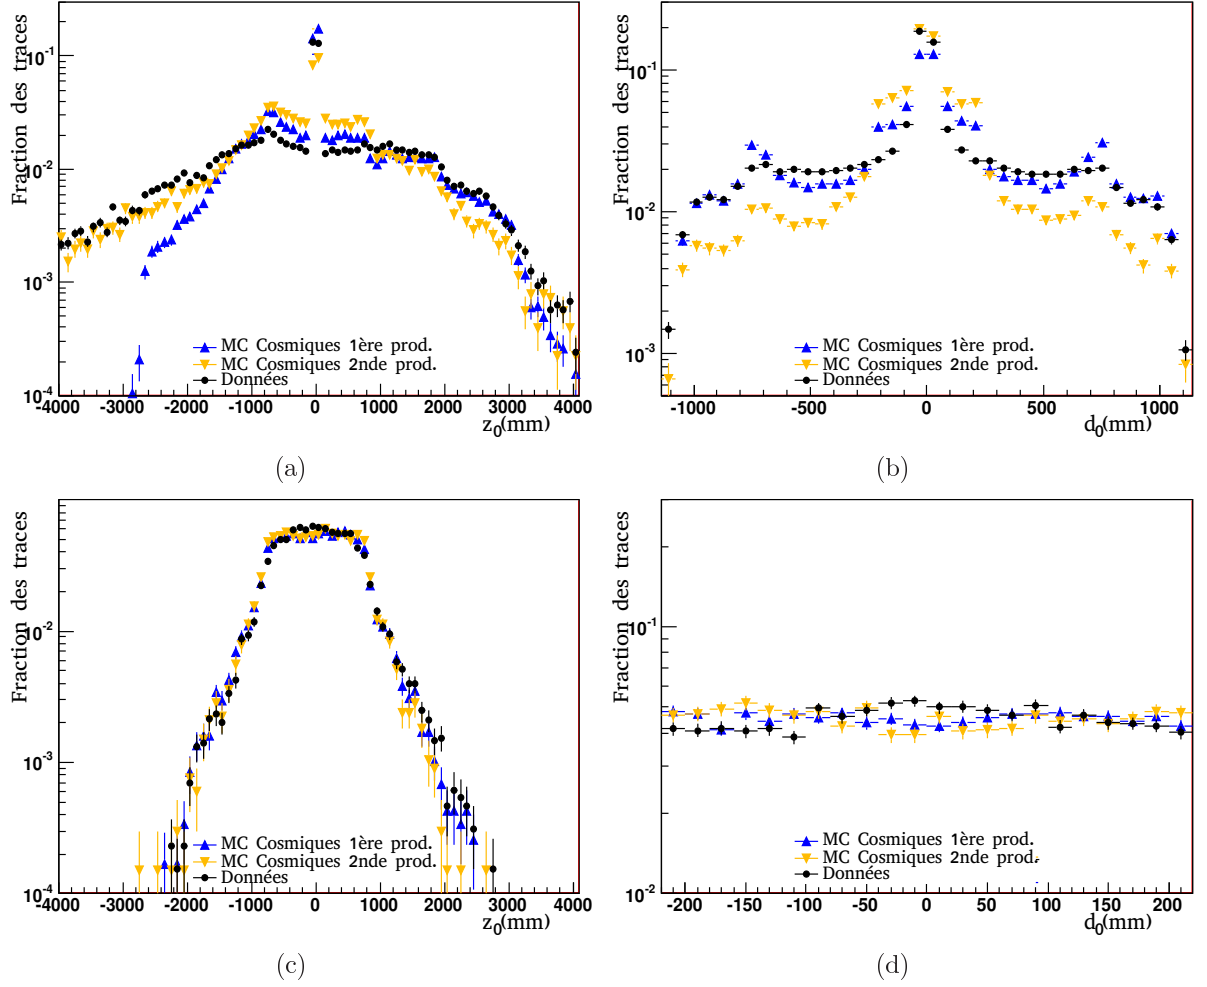 Fraction des traces
10⁻¹
10⁻²
10⁻³
10⁻⁴
MC Cosmiques 1ère prod.
MC Cosmiques 2nde prod.
Données
-4000 -3000 -2000 -1000 0 1000 2000 3000 4000
z₀(mm)
(a)
Fraction des traces
10⁻¹
10⁻²
10⁻³
MC Cosmiques 1ère prod.
MC Cosmiques 2nde prod.
Données
-1000 -500 0 500 1000
d₀(mm)
(b)
Fraction des traces
10⁻²
10⁻³
10⁻⁴
MC Cosmiques 1ère prod.
MC Cosmiques 2nde prod.
Données
-4000 -3000 -2000 -1000 0 1000 2000 3000 4000
z₀(mm)
(c)
Fraction des traces
10⁻¹
10⁻²
MC Cosmiques 1ère prod.
MC Cosmiques 2nde prod.
Données
-200 -150 -100 -50 0 50 100 150 200
d₀(mm)
(d)